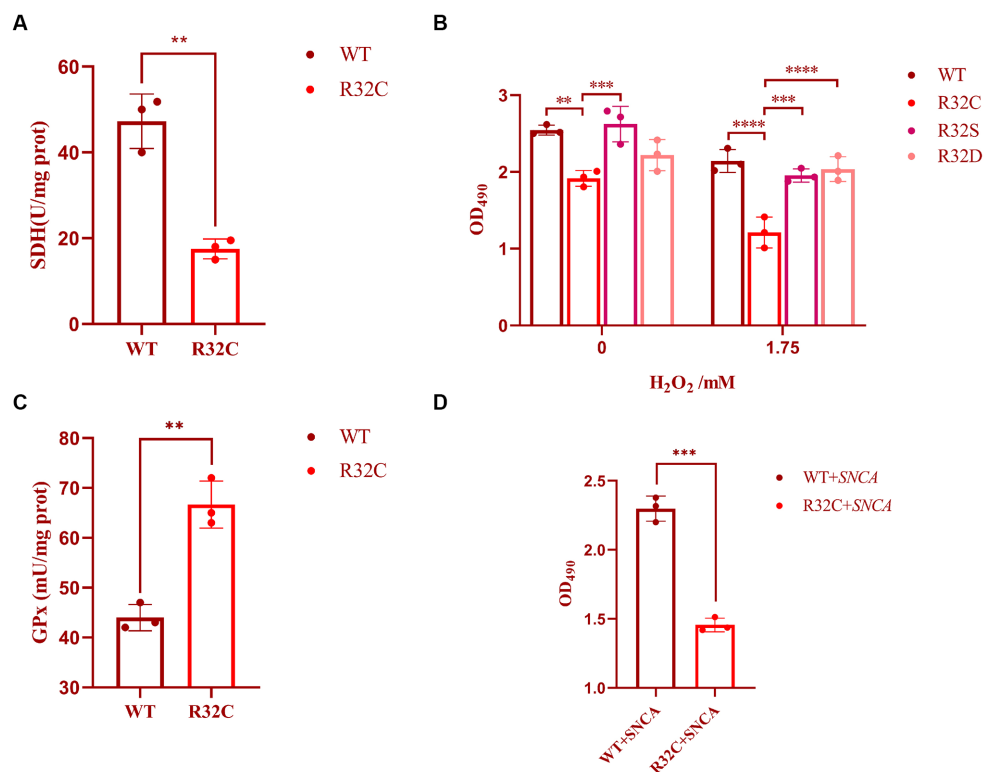 A
**
WT
R32C
SDH(U/mg prot)
60
40
20
0
WT
R32C
B
**
***
****
***
****
WT
R32C
R32S
R32D
OD490
3
2
1
0
0
1.75
H2O2 /mM
C
**
WT
R32C
GPx (mU/mg prot)
80
70
60
50
40
30
WT
R32C
D
***
WT+SNCA
R32C+SNCA
OD490
2.5
2.0
1.5
1.0
WT+SNCA
R32C+SNCA